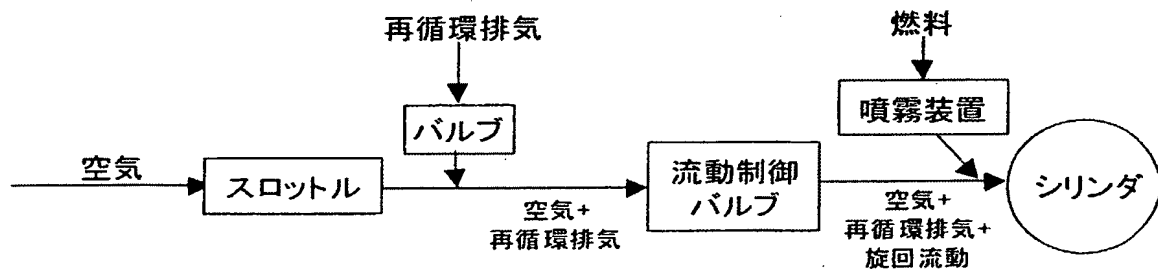 再循環排気
燃料
バルブ
噴霧装置
空気
スロットル
流動制御
バルブ
シリンダ
空気+
再循環排気
空気+
再循環排気+
旋回流動